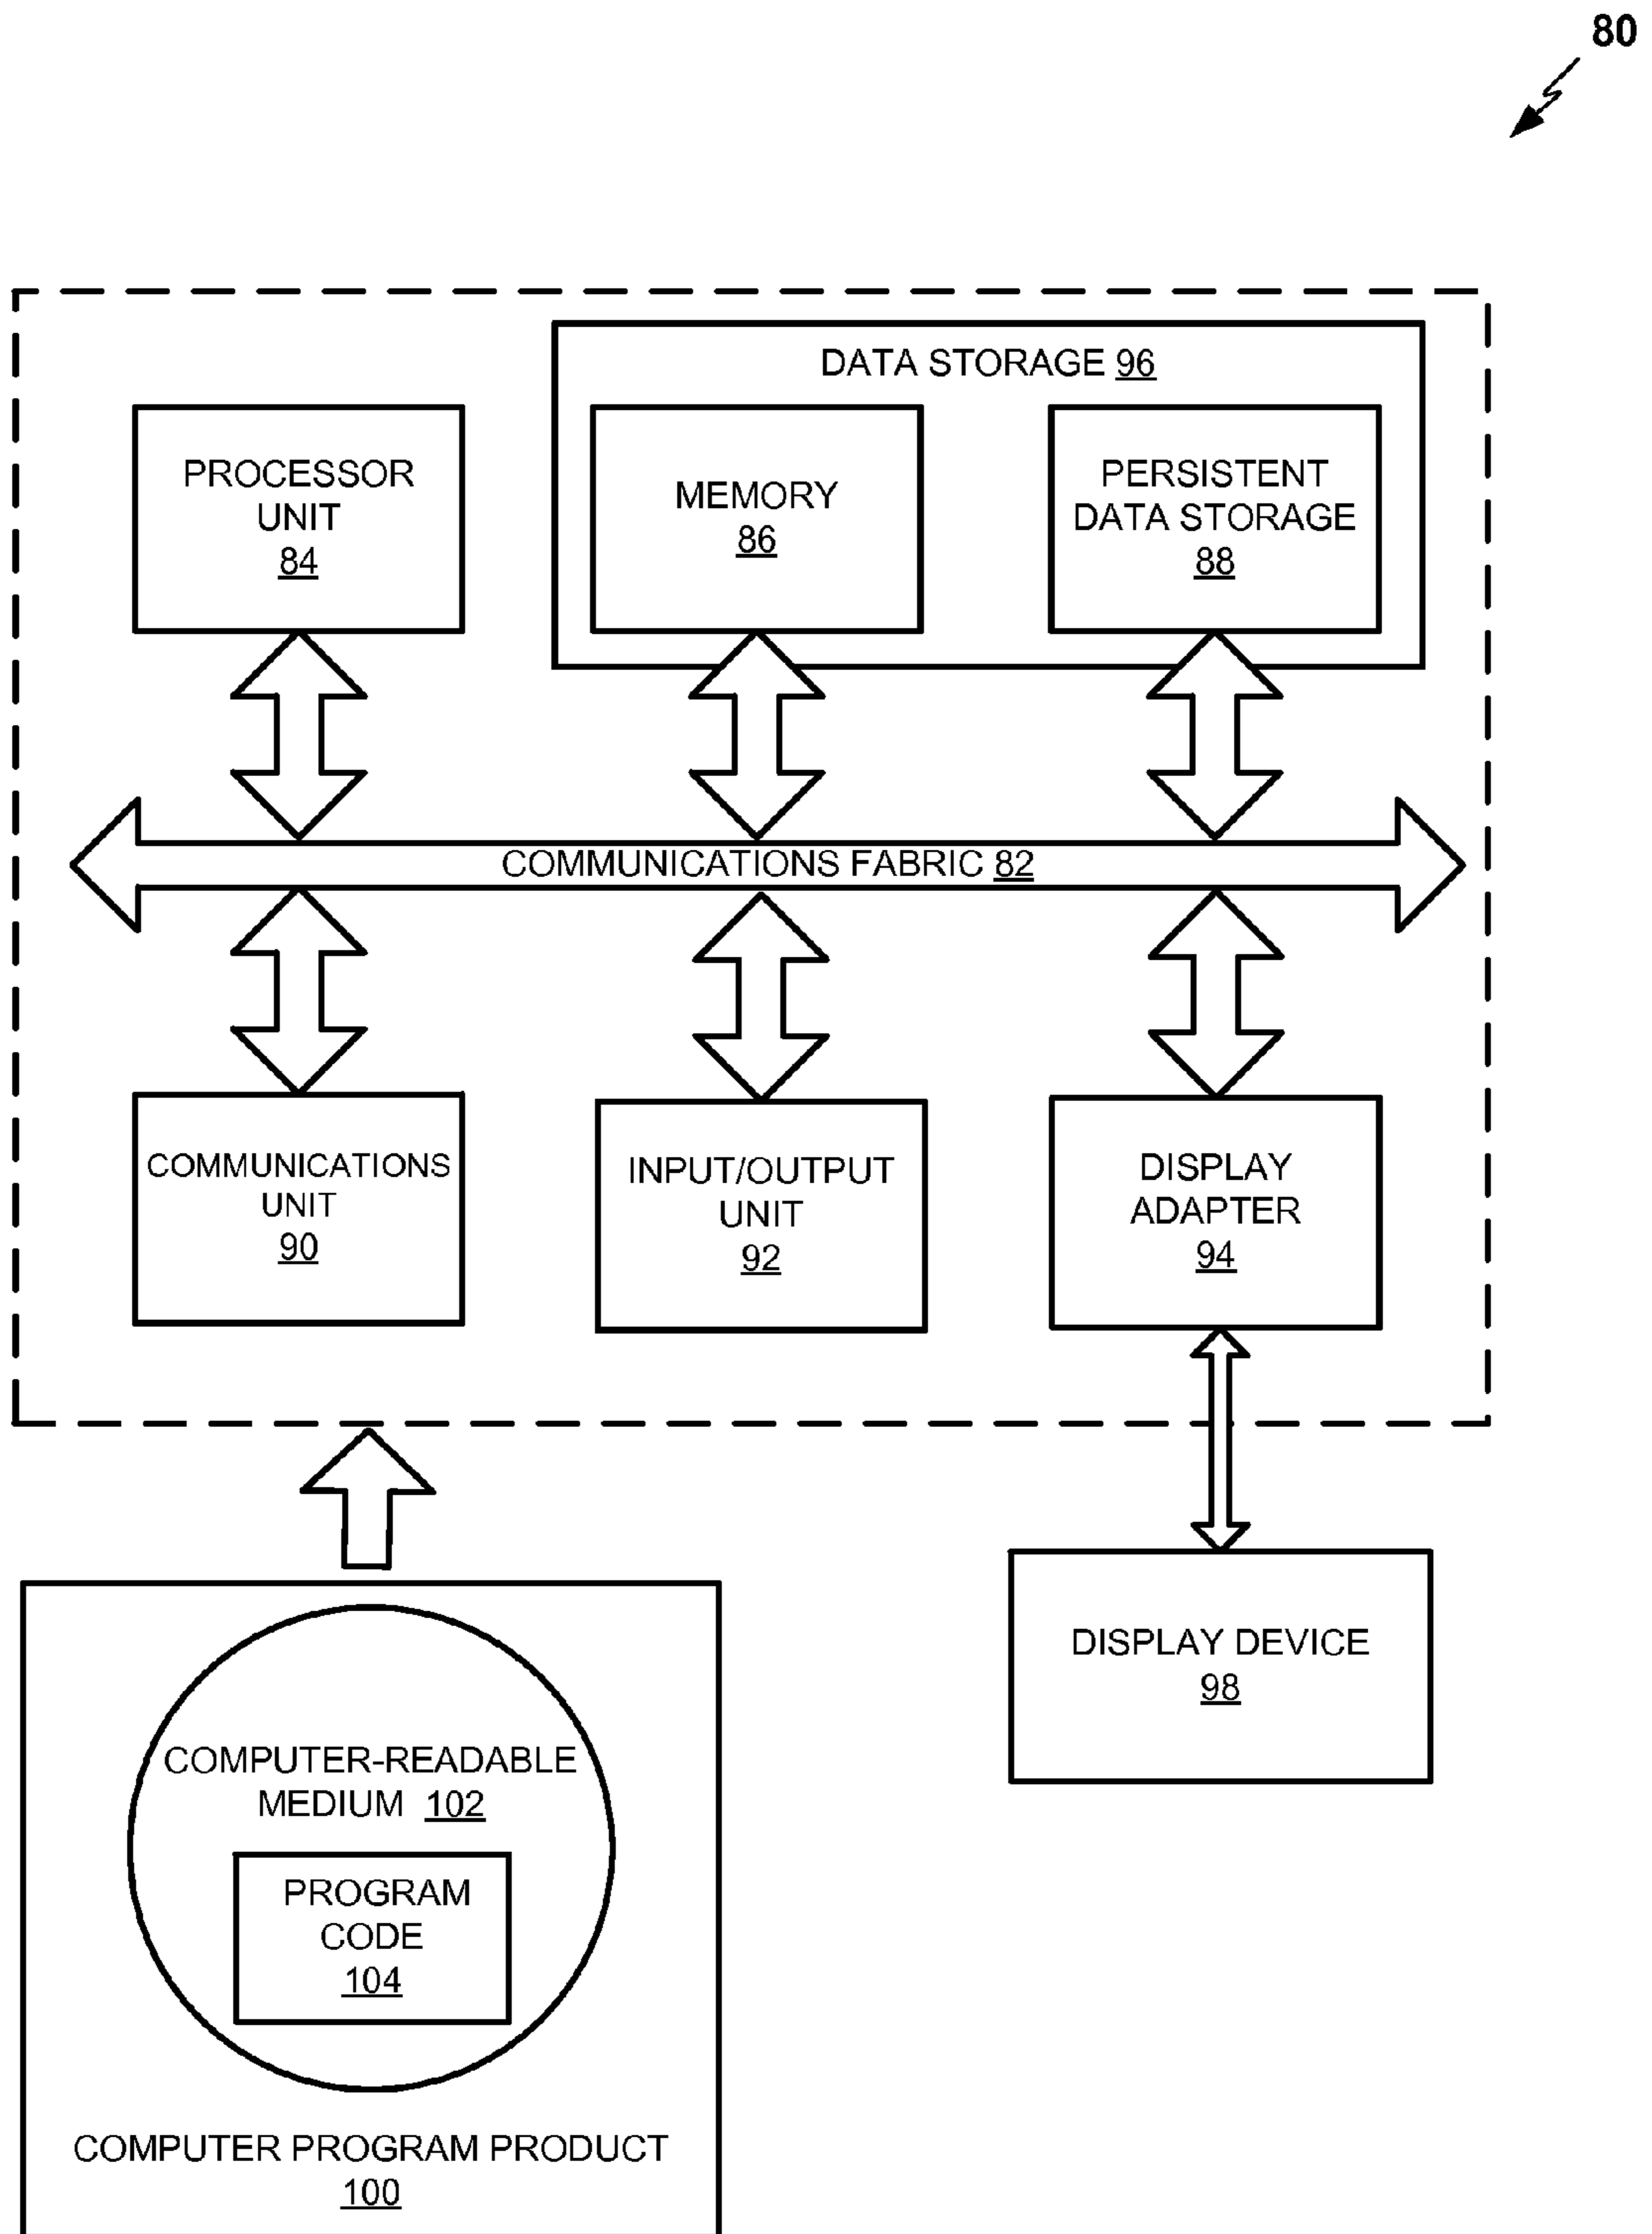 80
DATA STORAGE 96
PROCESSOR
UNIT
84
MEMORY
86
PERSISTENT
DATA STORAGE
88
COMMUNICATIONS FABRIC 82
COMMUNICATIONS
UNIT
90
INPUT/OUTPUT
UNIT
92
DISPLAY
ADAPTER
94
DISPLAY DEVICE
98
COMPUTER-READABLE
MEDIUM 102
PROGRAM
CODE
104
COMPUTER PROGRAM PRODUCT
100